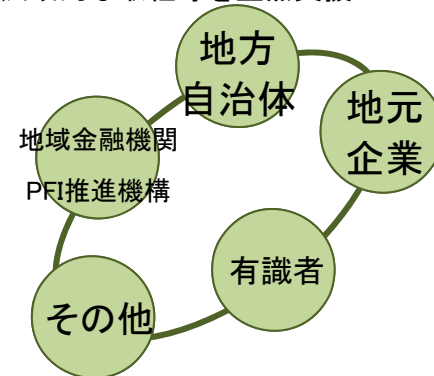 地方
自治体
地元
企業
地域金融機関
PFI推進機構
有識者
その他